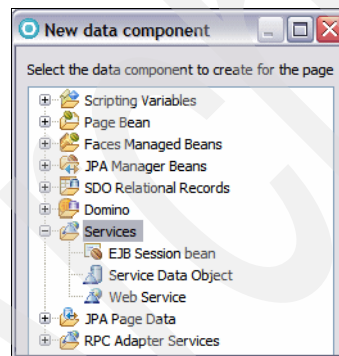 New data component
Select the data component to create for the page
Scripting Variables
Page Bean
Faces Managed Beans
JPA Manager Beans
SDO Relational Records
Domino
Services
EJB Session bean
Service Data Object
Web Service
JPA Page Data
RPC Adapter Services